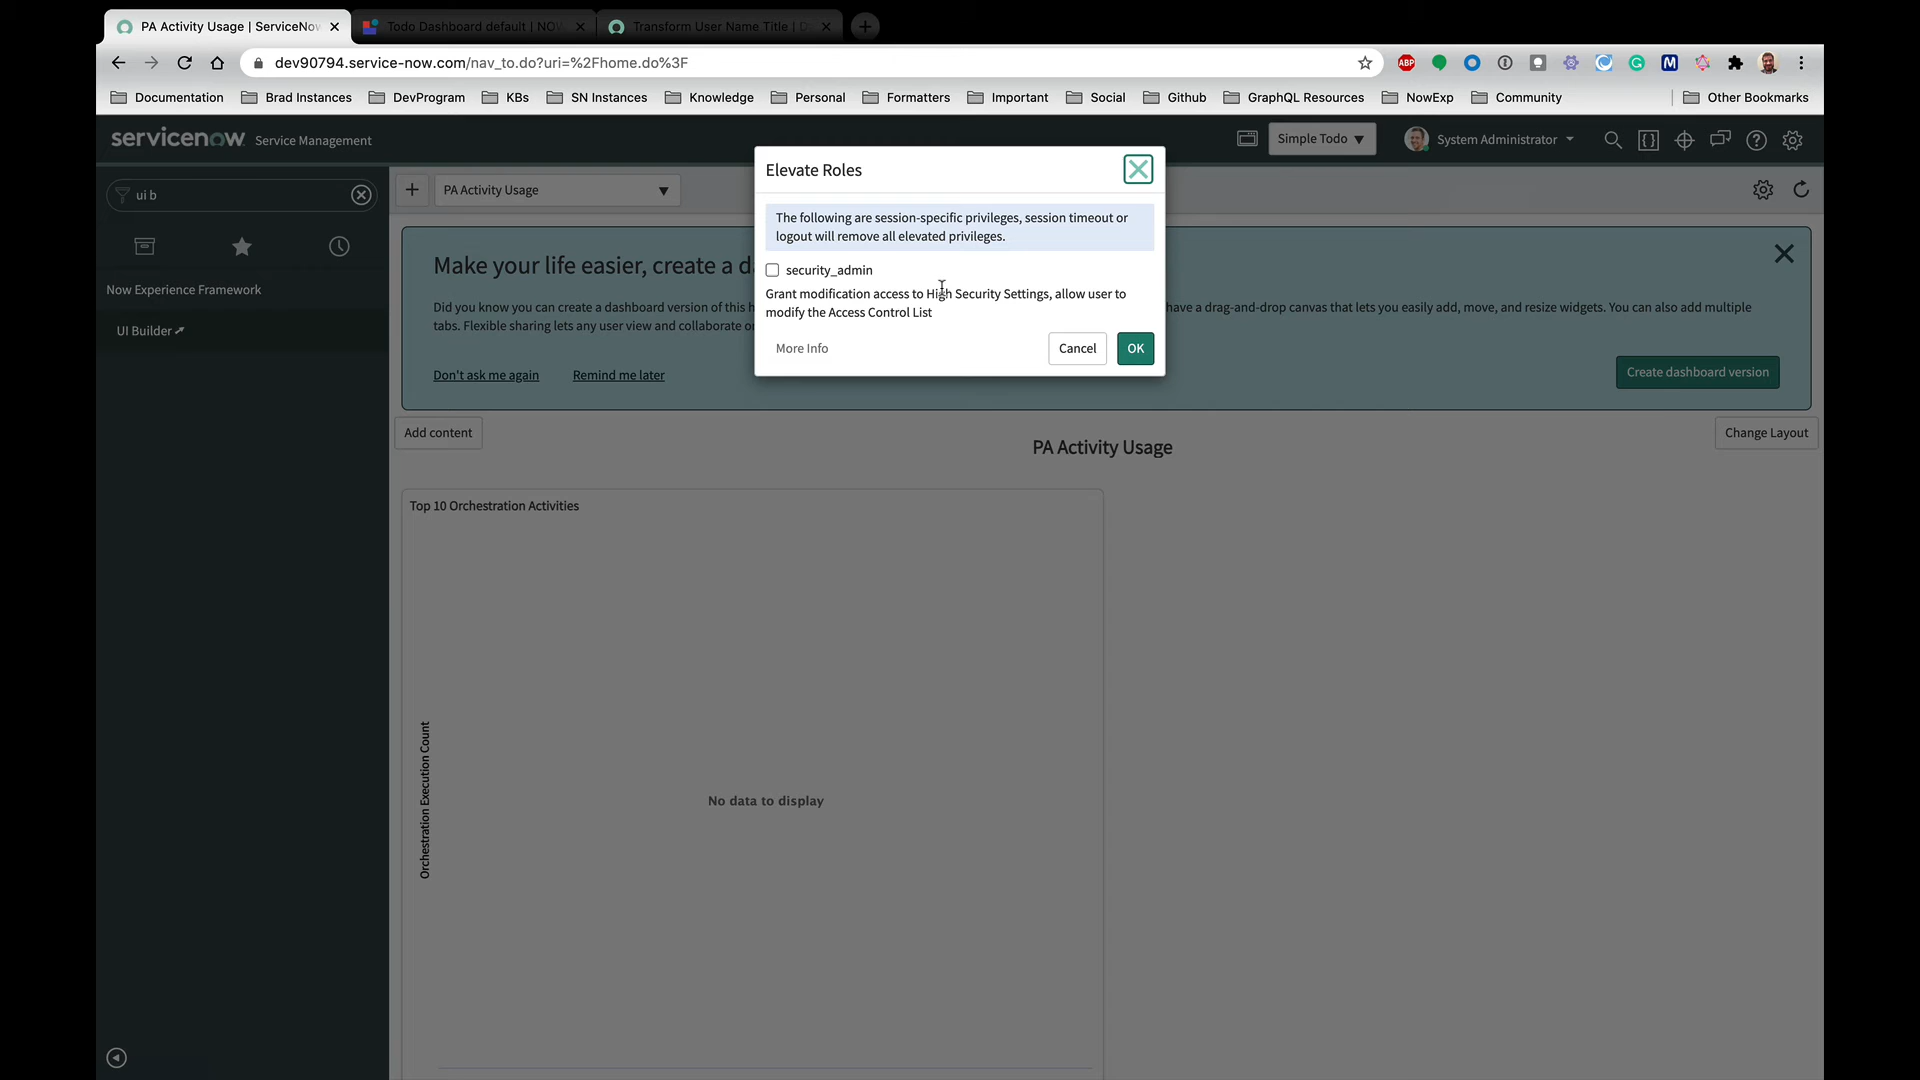 PA Activity Usage | ServiceNow
Todo Dashboard default | NOW
Transform User Name Title | D
dev90794.service-now.com/nav_to.do?uri=%2Fhome.do%3F
ABP
M
Documentation
Brad Instances
DevProgram
KBs
SN Instances
Knowledge
Personal
Formatters
Important
Social
Github
GraphQL Resources
NowExp
Community
Other Bookmarks
servicenow Service Management
Simple Todo ▼
System Administrator
ui b
PA Activity Usage
Now Experience Framework
UI Builder
Elevate Roles
The following are session-specific privileges, session timeout or
logout will remove all elevated privileges.
security_admin
Grant modification access to High Security Settings, allow user to
modify the Access Control List
More Info
Cancel
OK
Make your life easier, create a d
Did you know you can create a dashboard version of this h
have a drag-and-drop canvas that lets you easily add, move, and resize widgets. You can also add multiple
tabs. Flexible sharing lets any user view and collaborate o
Don't ask me again
Remind me later
Create dashboard version
Add content
PA Activity Usage
Change Layout
Top 10 Orchestration Activities
Orchestration Execution Count
No data to display